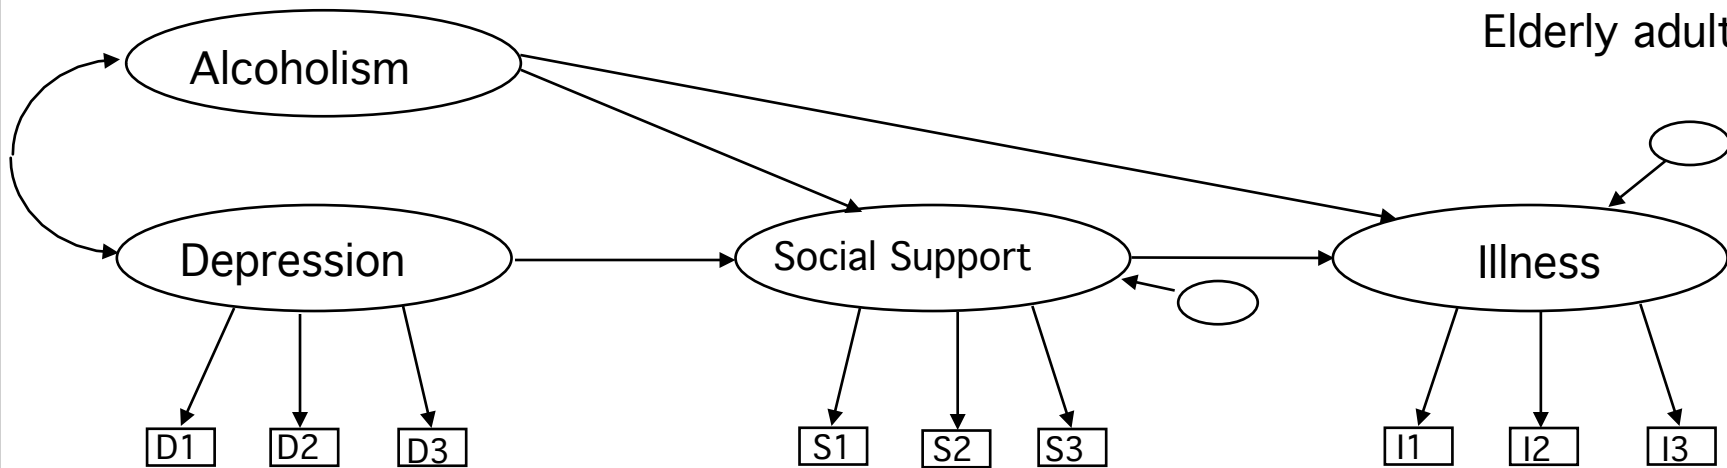 Elderly adult
Alcoholism
Depression
Social Support
Illness
D1
D2
D3
S1
S2
S3
I1
I2
I3